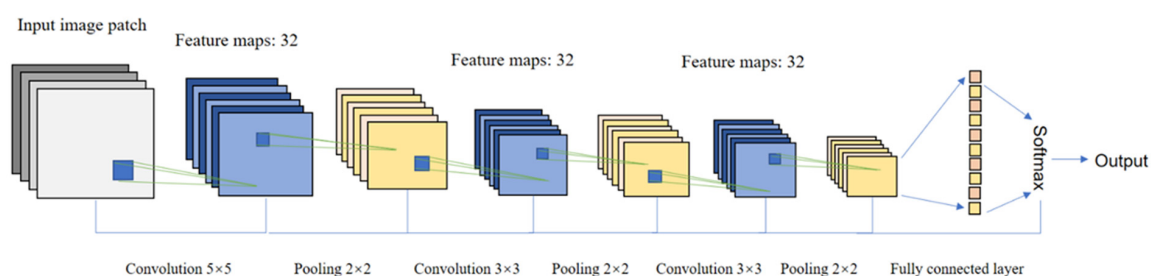 Input image patch
Feature maps: 32
Feature maps: 32
Feature maps: 32
Softmax
Output
Convolution 5×5
Pooling 2×2
Convolution 3×3
Pooling 2×2
Convolution 3×3
Pooling 2×2
Fully connected layer